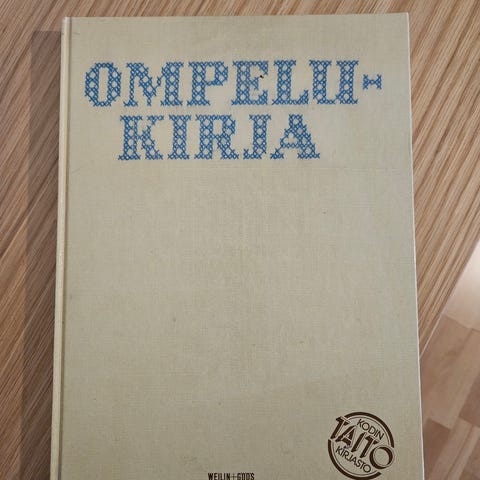 OMPELU-
KIRJA
KODIN
TAITO
KIRJASTO
WEILIN+GÖÖS